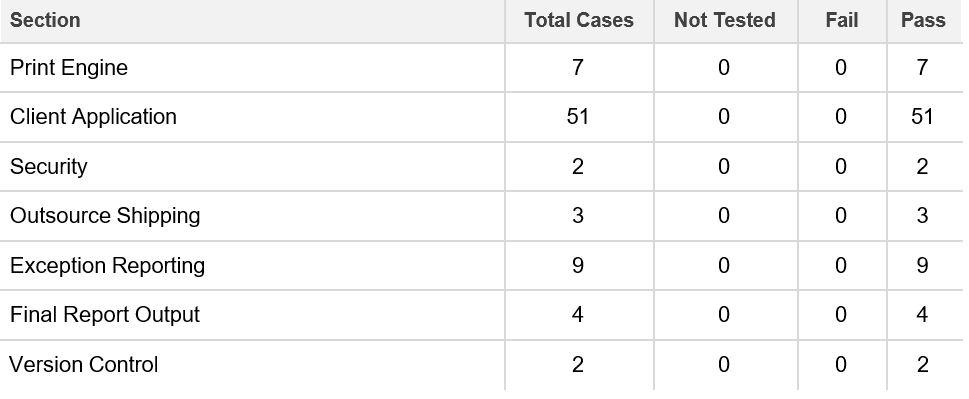 Section Total Cases Not Tested Fail Pass
Print Engine 7 0 0 7
Client Application 51 0 0 51
Security 2 0 0 2
Outsource Shipping 3 0 0 3
Exception Reporting 9 0 0 9
Final Report Output 4 0 0 4
Version Control 2 0 0 2